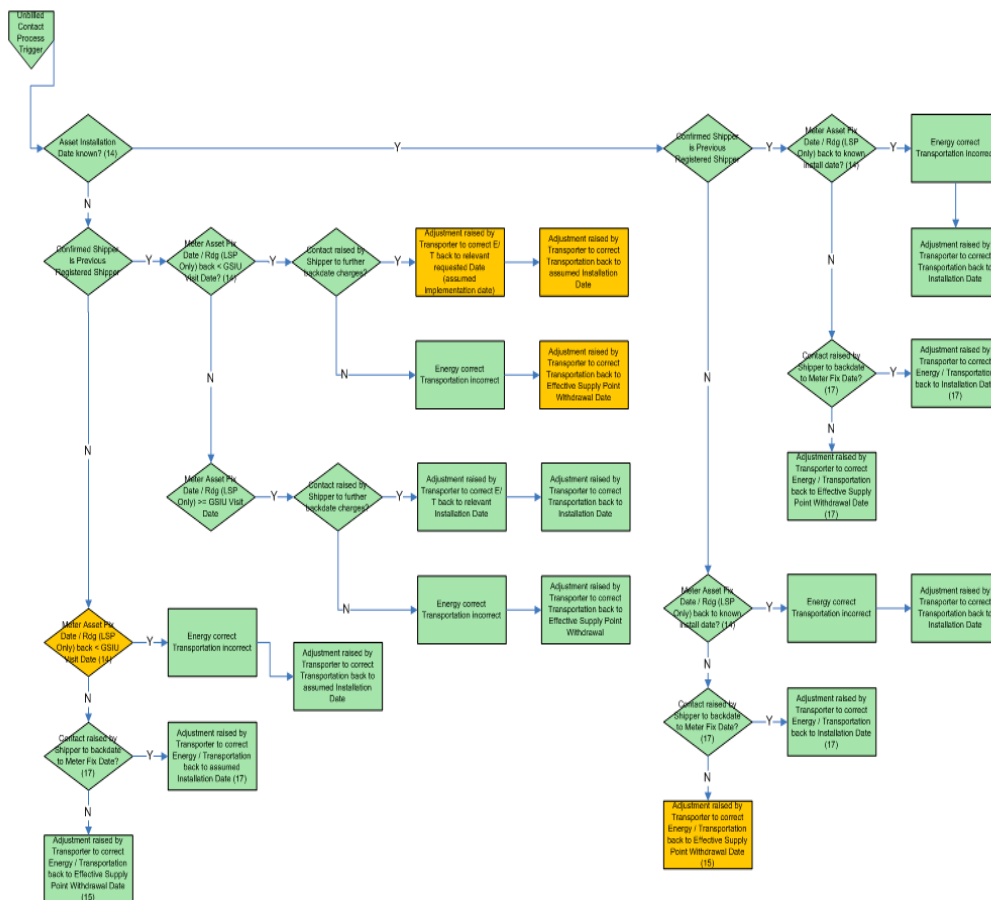 Unbilled
Contact
Process
Trigger
Asset Installation
Date known? (14)
Y
Confirmed Shipper
is Previous
Registered Shipper
Y
Meter Asset Fix
Date / Rdg (LSP
Only) back to known
install date? (14)
Y
Energy correct
Transportation Incorrect
N
Confirmed Shipper
is Previous
Registered Shipper
Y
Meter Asset Fix
Date / Rdg (LSP
Only) back < GSIU
Visit Date? (14)
Y
Contact raised by
Shipper to further
backdate charges?
Y
Adjustment raised by
Transporter to correct E/
T back to relevant
requested Date
(assumed
Implementation date)
Adjustment raised by
Transporter to correct
Transportation back to
assumed Installation
Date
Adjustment raised by
Transporter to correct
Transportation back to
Installation Date
N
N
Energy correct
Transportation incorrect
Adjustment raised by
Transporter to correct
Transportation back to
Effective Supply Point
Withdrawal Date
Contact raised by
Shipper to backdate
to Meter Fix Date?
(17)
Y
Adjustment raised by
Transporter to correct
Energy / Transportation
back to Installation Date
(17)
N
N
N
N
Adjustment raised by
Transporter to correct
Energy / Transportation
back to Effective Supply
Point Withdrawal Date
(17)
Meter Asset Fix
Date / Rdg (LSP
Only) >= GSIU Visit
Date
Y
Contact raised by
Shipper to further
backdate charges?
Y
Adjustment raised by
Transporter to correct E/
T back to relevant
Installation Date
Adjustment raised by
Transporter to correct
Transportation back to
Installation Date
N
Energy correct
Transportation incorrect
Adjustment raised by
Transporter to correct
Transportation back to
Effective Supply Point
Withdrawal
Meter Asset Fix
Date / Rdg (LSP
Only) back to known
install date? (14)
Y
Energy correct
Transportation incorrect
Adjustment raised by
Transporter to correct
Transportation back to
Installation Date
Meter Asset Fix
Date / Rdg (LSP
Only) back < GSIU
Visit Date (14)
Y
Energy correct
Transportation incorrect
Adjustment raised by
Transporter to correct
Transportation back to
assumed Installation
Date
N
N
Contact raised by
Shipper to backdate
to Meter Fix Date?
(17)
Y
Adjustment raised by
Transporter to correct
Energy / Transportation
back to Installation Date
(17)
Contact raised by
Shipper to backdate
to Meter Fix Date?
(17)
Y
Adjustment raised by
Transporter to correct
Energy / Transportation
back to assumed
Installation Date (17)
N
N
Adjustment raised by
Transporter to correct
Energy / Transportation
back to Effective Supply
Point Withdrawal Date
(15)
Adjustment raised by
Transporter to correct
Energy / Transportation
back to Effective Supply
Point Withdrawal Date
(15)